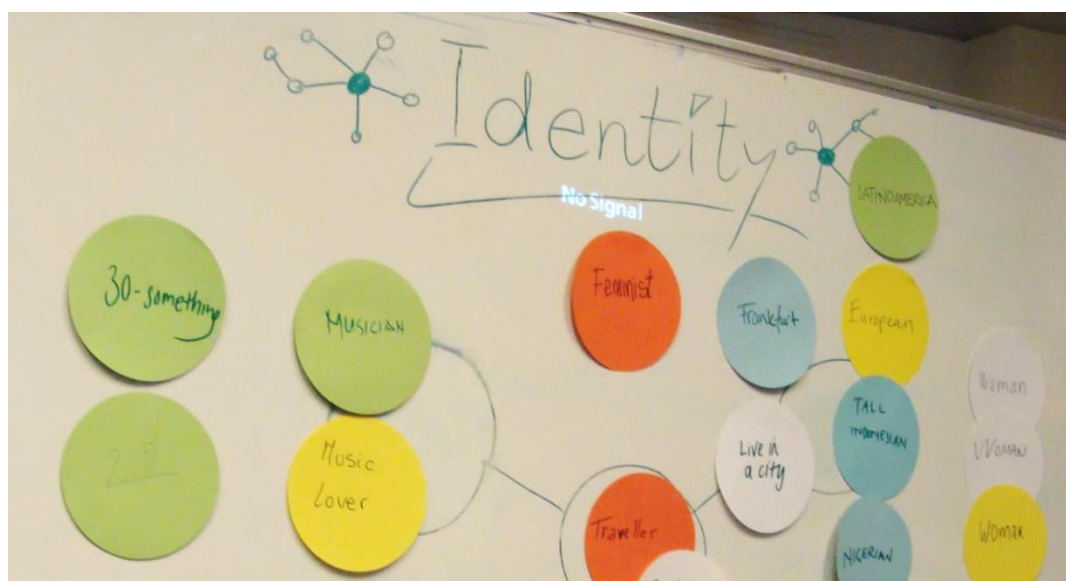 Identity
No Signal
LATINOAMERICA
30-something
MUSICIAN
Feminist
Frankfurt
European
Woman
28
Music
Lover
Live in
a city
TALL
INDONESIAN
WOMAN
Traveller
NIGERIAN
Woman